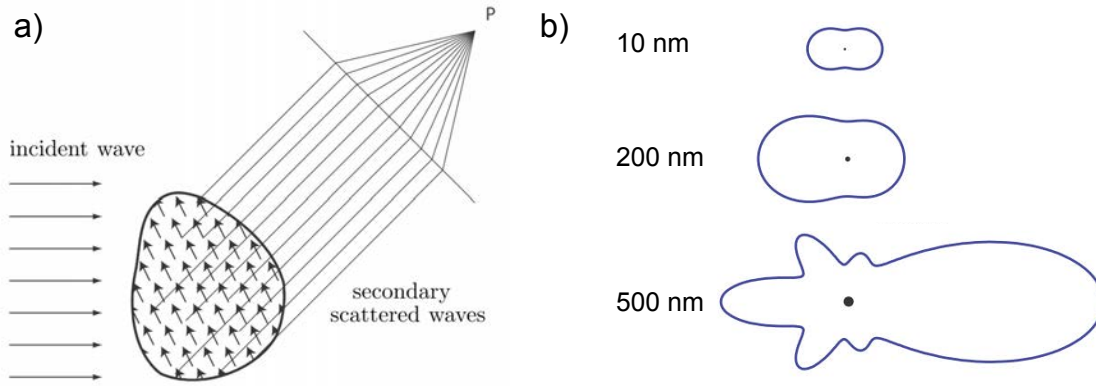 a)
P
incident wave
secondary
scattered waves
b)
10 nm
200 nm
500 nm